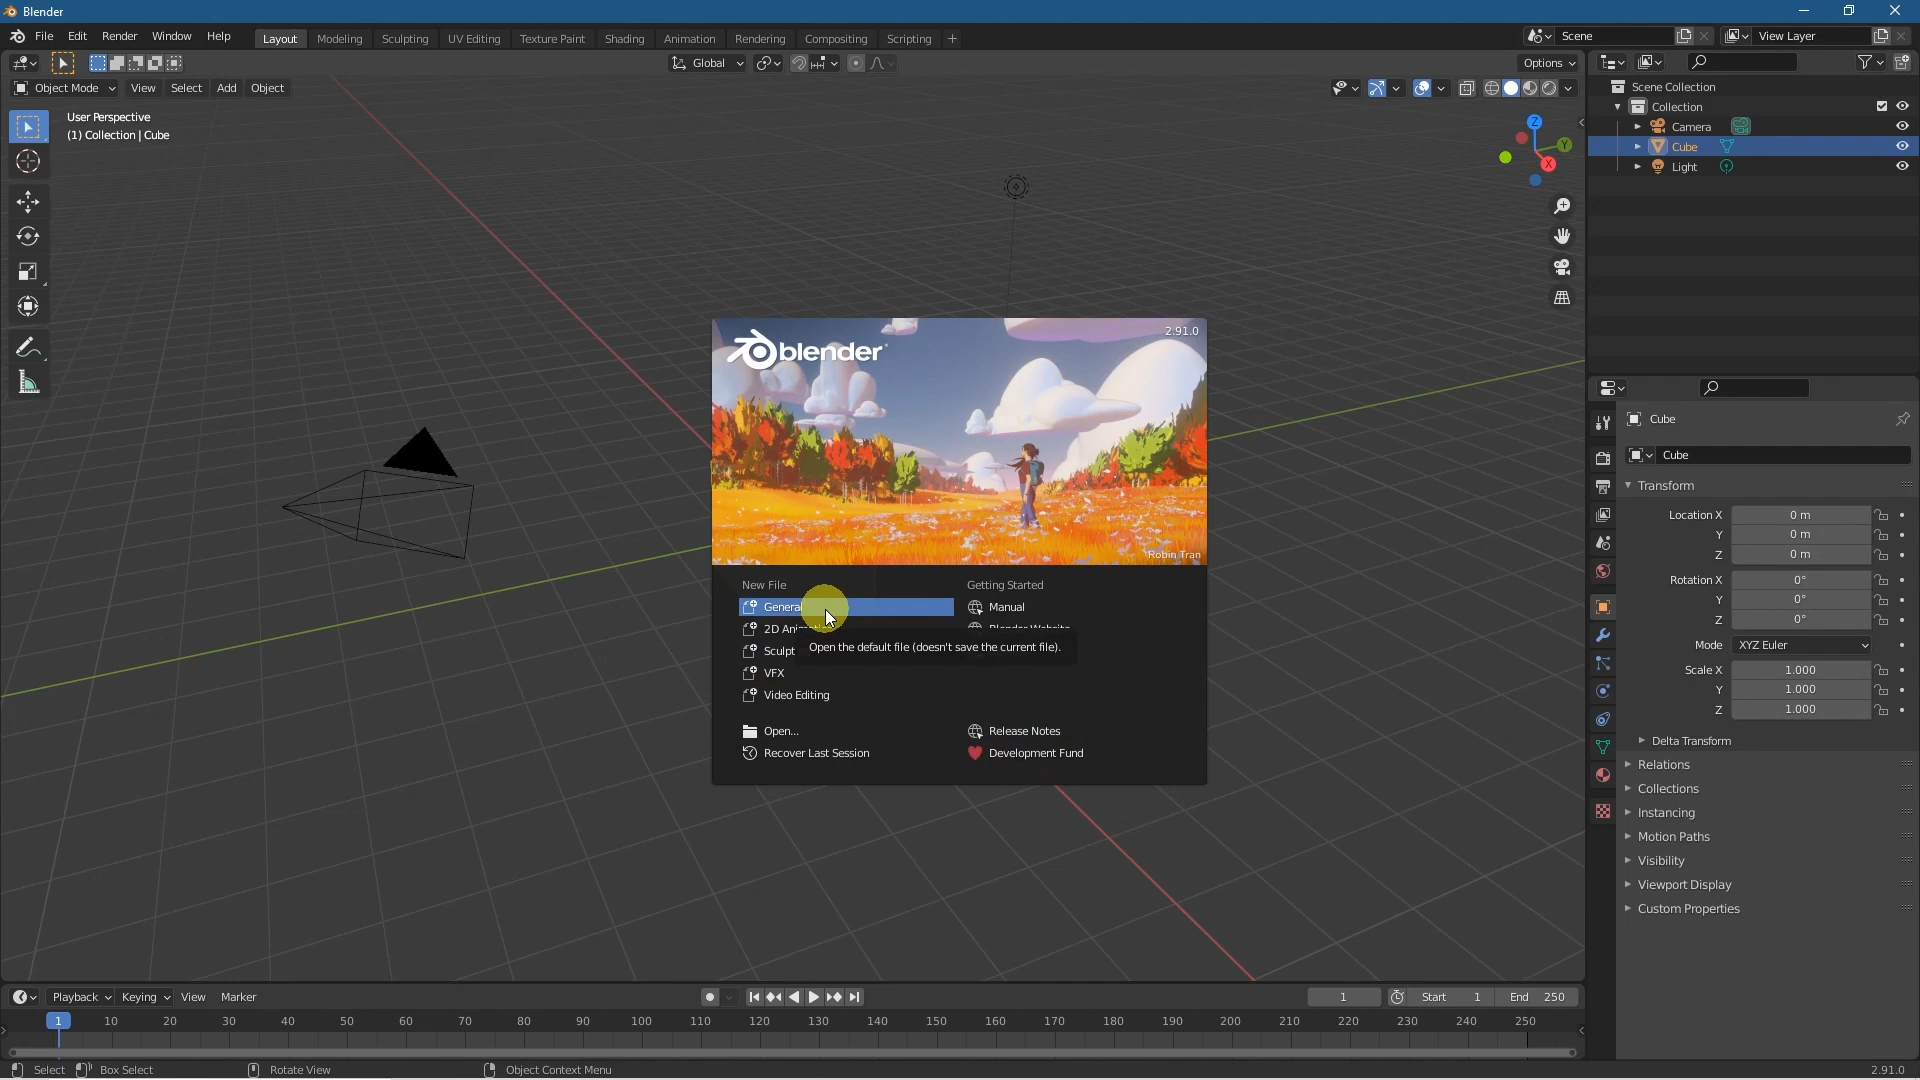 Blender
File Edit Render Window Help Layout Modeling Sculpting UV Editing Texture Paint Shading Animation Rendering Compositing Scripting + Scene View Layer
Global Options
Object Mode View Select Add Object
User Perspective
(1) Collection | Cube
Z
Y
X
Scene Collection
Collection
Camera
Cube
Light
blender
2.91.0
Robin Tran
New File
General
2D Animation
Sculpt
VFX
Video Editing
Open...
Recover Last Session
Getting Started
Manual
Blender Website
Open the default file (doesn't save the current file).
Release Notes
Development Fund
Cube
Cube
Transform
Location X 0 m
Y 0 m
Z 0 m
Rotation X 0°
Y 0°
Z 0°
Mode XYZ Euler
Scale X 1.000
Y 1.000
Z 1.000
Delta Transform
Relations
Collections
Instancing
Motion Paths
Visibility
Viewport Display
Custom Properties
Playback Keying View Marker 1 Start 1 End 250
1 10 20 30 40 50 60 70 80 90 100 110 120 130 140 150 160 170 180 190 200 210 220 230 240 250
Select Box Select Rotate View Object Context Menu 2.91.0